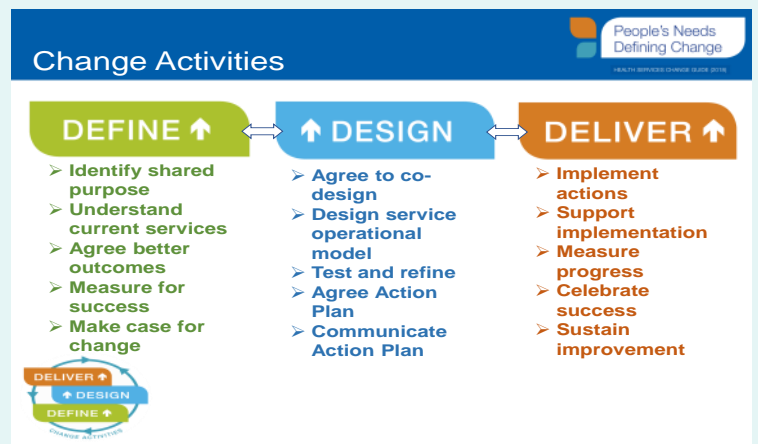 People's Needs
Defining Change
HEALTH SERVICES CHANGE GUIDE (2018)
Change Activities
DEFINE ↑
↑ DESIGN
DELIVER ↑
➢ Identify shared
purpose
➢ Understand
current services
➢ Agree better
outcomes
➢ Measure for
success
➢ Make case for
change
➢ Agree to co-
design
➢ Design service
operational
model
➢ Test and refine
➢ Agree Action
Plan
➢ Communicate
Action Plan
➢ Implement
actions
➢ Support
implementation
➢ Measure
progress
➢ Celebrate
success
➢ Sustain
improvement
DELIVER ↑
↑ DESIGN
DEFINE ↑
CHANGE ACTIVITIES